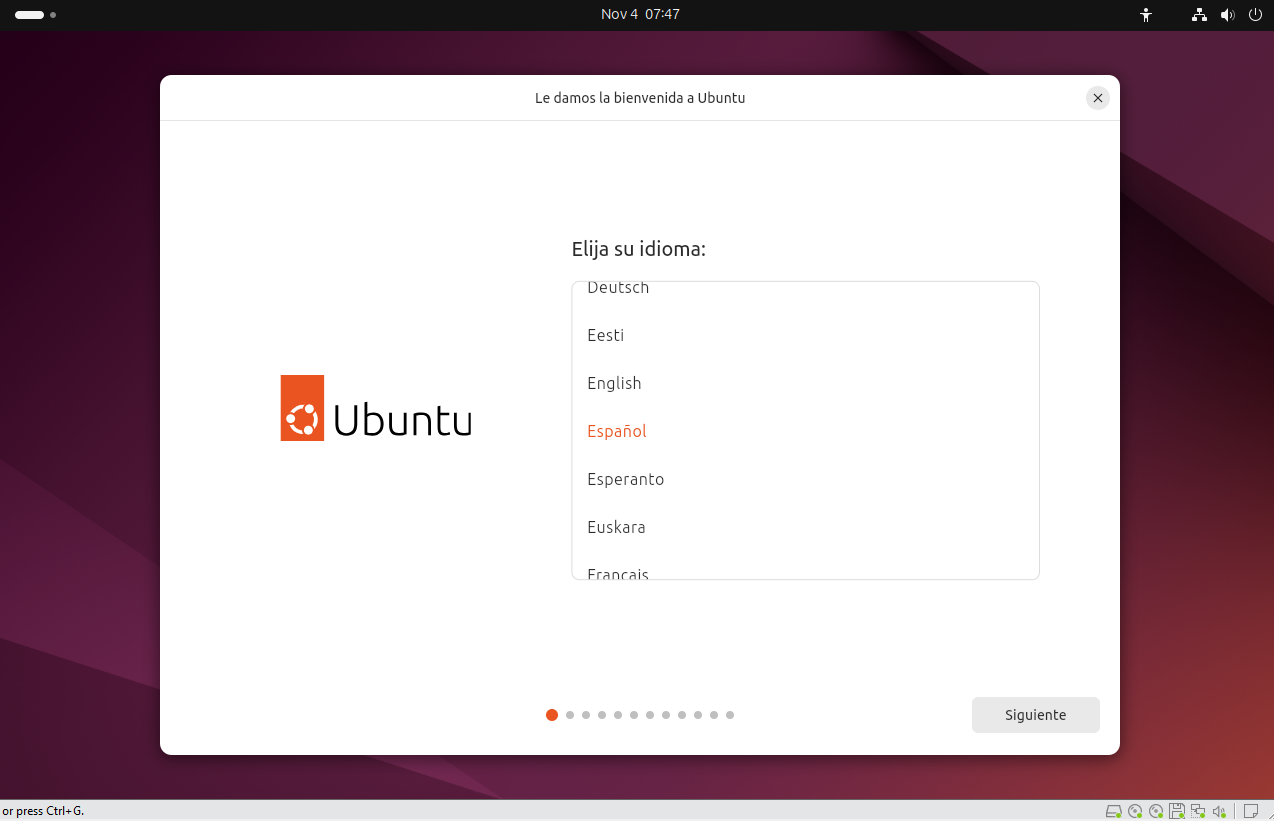 Nov 4 07:47
Le damos la bienvenida a Ubuntu
Elija su idioma:
Deutsch
Eesti
English
Español
Esperanto
Euskara
Français
Ubuntu
Siguiente
or press Ctrl+G.